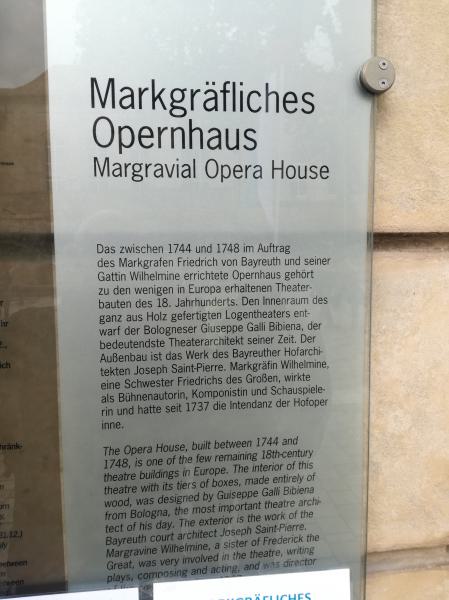 Markgräfliches
Opernhaus
Margravial Opera House
Das zwischen 1744 und 1748 im Auftrag
des Markgrafen Friedrich von Bayreuth und seiner
Gattin Wilhelmine errichtete Opernhaus gehört
zu den wenigen in Europa erhaltenen Theater-
bauten des 18. Jahrhunderts. Den Innenraum des
ganz aus Holz gefertigten Logentheaters ent-
warf der Bologneser Giuseppe Galli Bibiena, der
bedeutendste Theaterarchitekt seiner Zeit. Der
Außenbau ist das Werk des Bayreuther Hofarchi-
tekten Joseph Saint-Pierre. Markgräfin Wilhelmine,
eine Schwester Friedrichs des Großen, wirkte
als Bühnenautorin, Komponistin und Schauspiele-
rin und hatte seit 1737 die Intendanz der Hofoper
inne.
The Opera House, built between 1744 and
1748, is one of the few remaining 18th-century
theatre buildings in Europe. The interior of this
theatre with its tiers of boxes, made entirely of
wood, was designed by Guiseppe Galli Bibiena
from Bologna, the most important theatre archi-
tect of his day. The exterior is the work of the
Bayreuth court architect Joseph Saint-Pierre.
Margravine Wilhelmine, a sister of Frederick the
Great, was very involved in the theatre, writing
plays, composing and acting, and was director